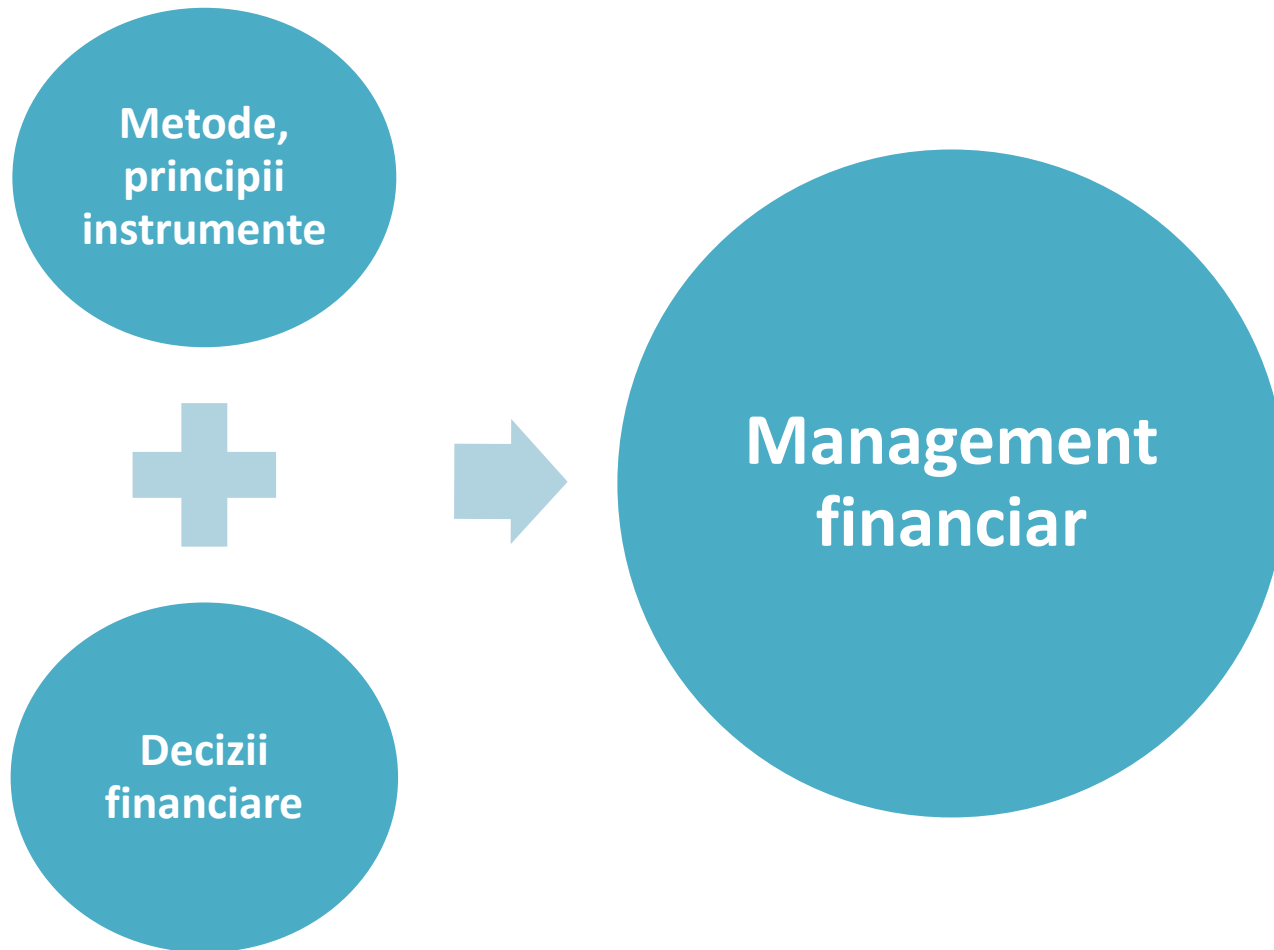 Metode,
principii
instrumente
Decizii
financiare
Management
financiar